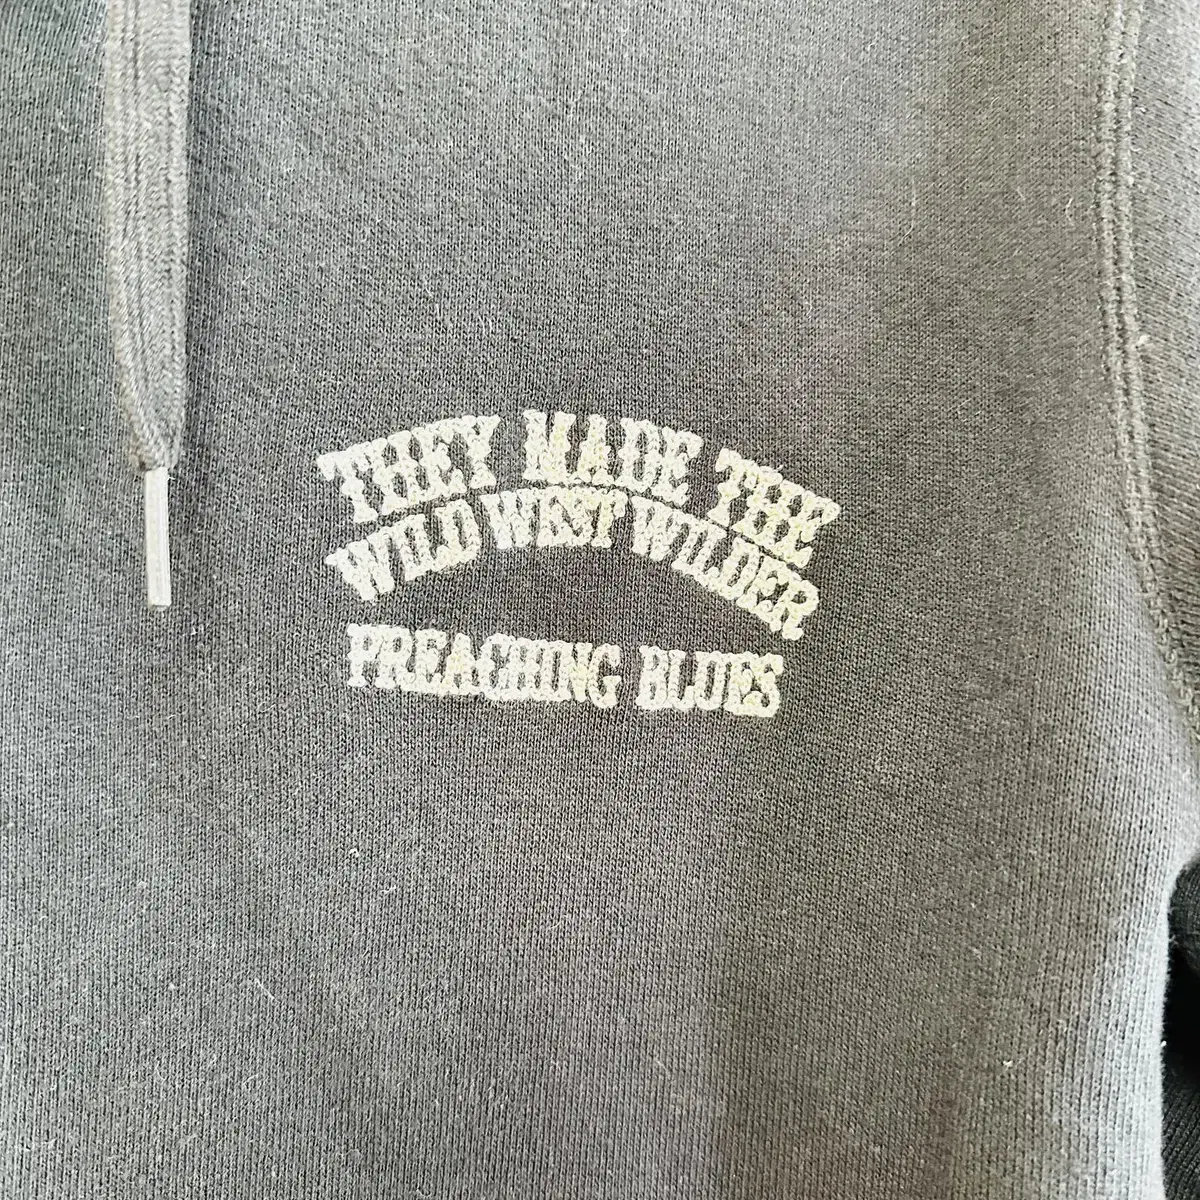 THEY MADE THE
WILD WEST WILDER
PREACHING BLUES